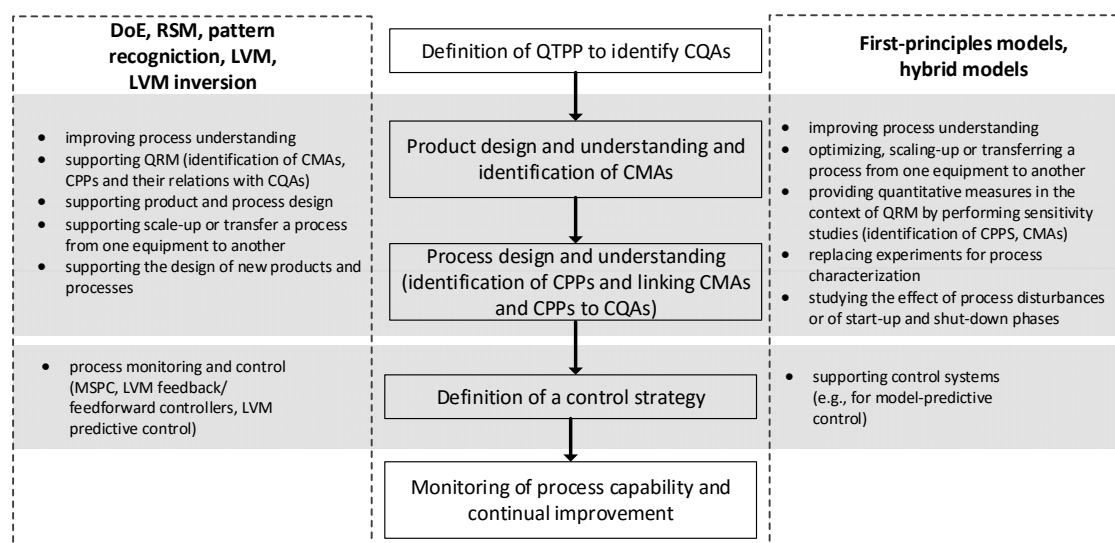 DoE, RSM, pattern
recogniction, LVM,
LVM inversion
• improving process understanding
• supporting QRM (identification of CMAs,
CPPs and their relations with CQAs)
• supporting product and process design
• supporting scale-up or transfer a process
from one equipment to another
• supporting the design of new products and
processes
• process monitoring and control
(MSPC, LVM feedback/
feedforward controllers, LVM
predictive control)
Definition of QTPP to identify CQAs
Product design and understanding and
identification of CMAs
Process design and understanding
(identification of CPPs and linking CMAs
and CPPs to CQAs)
Definition of a control strategy
Monitoring of process capability and
continual improvement
First-principles models,
hybrid models
• improving process understanding
• optimizing, scaling-up or transferring a
process from one equipment to another
• providing quantitative measures in the
context of QRM by performing sensitivity
studies (identification of CPPS, CMAs)
• replacing experiments for process
characterization
• studying the effect of process disturbances
or of start-up and shut-down phases
• supporting control systems
(e.g., for model-predictive
control)